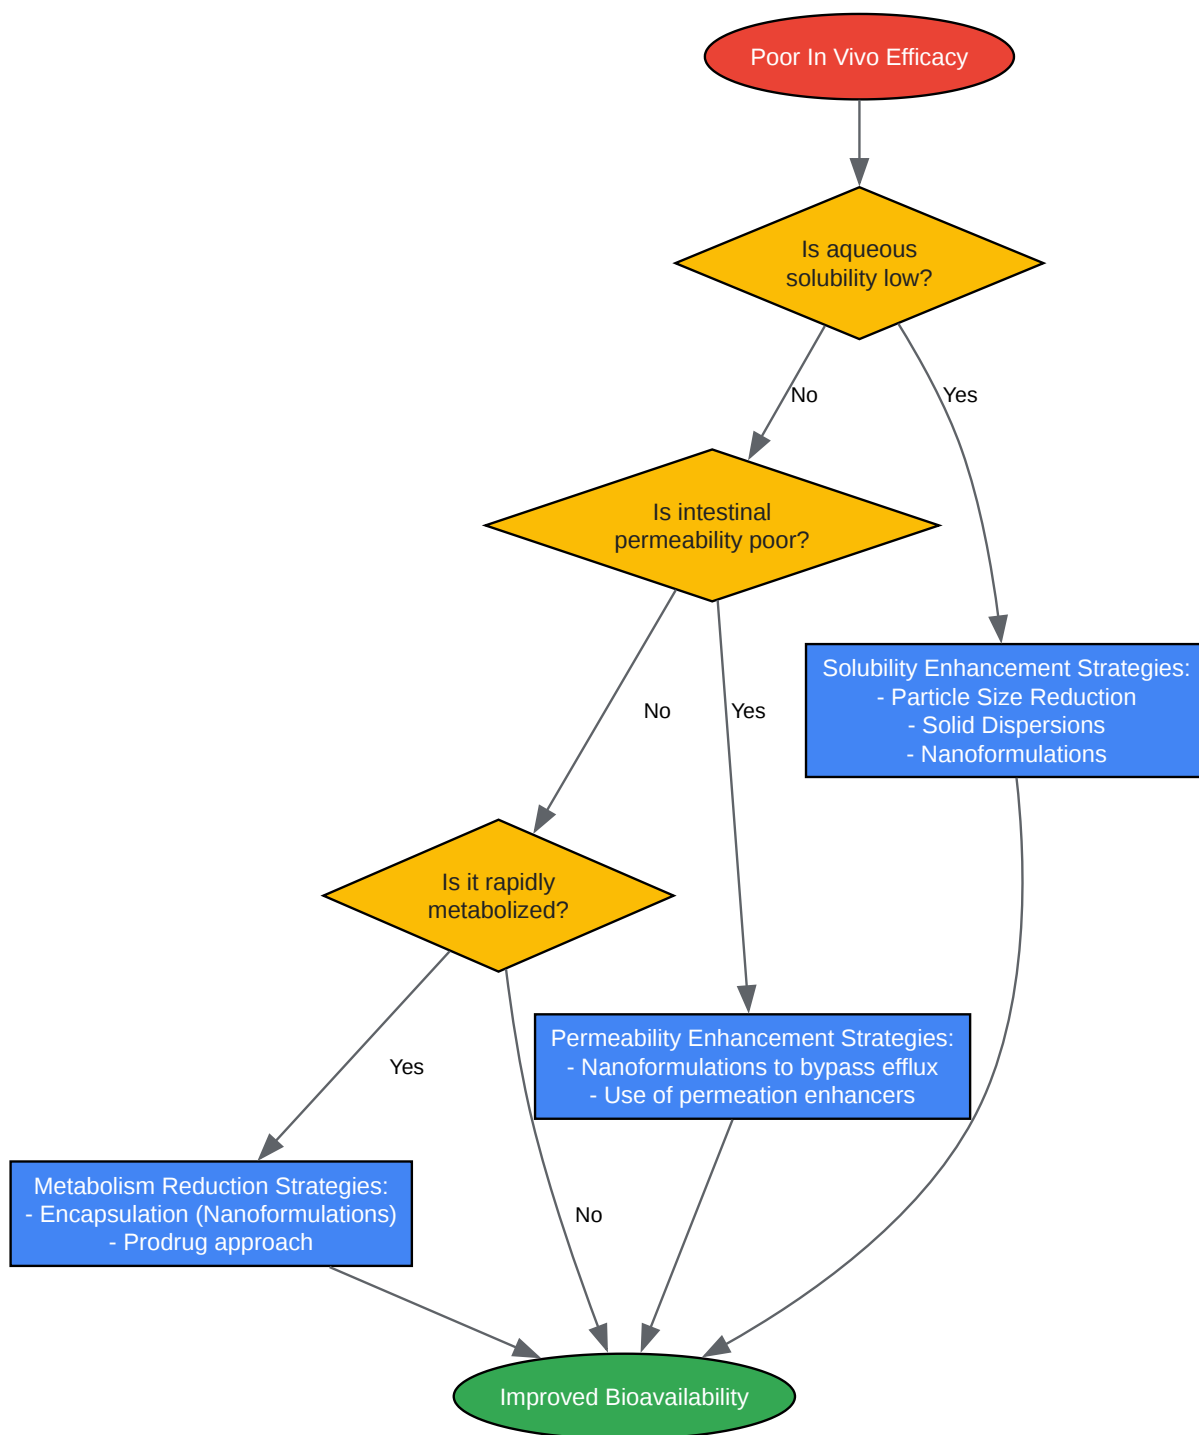 Poor In Vivo Efficacy
Is aqueous
solubility low?
No
Yes
Is intestinal
permeability poor?
No
Yes
Solubility Enhancement Strategies:
- Particle Size Reduction
- Solid Dispersions
- Nanoformulations
Is it rapidly
metabolized?
Yes
No
Permeability Enhancement Strategies:
- Nanoformulations to bypass efflux
- Use of permeation enhancers
Metabolism Reduction Strategies:
- Encapsulation (Nanoformulations)
- Prodrug approach
Improved Bioavailability